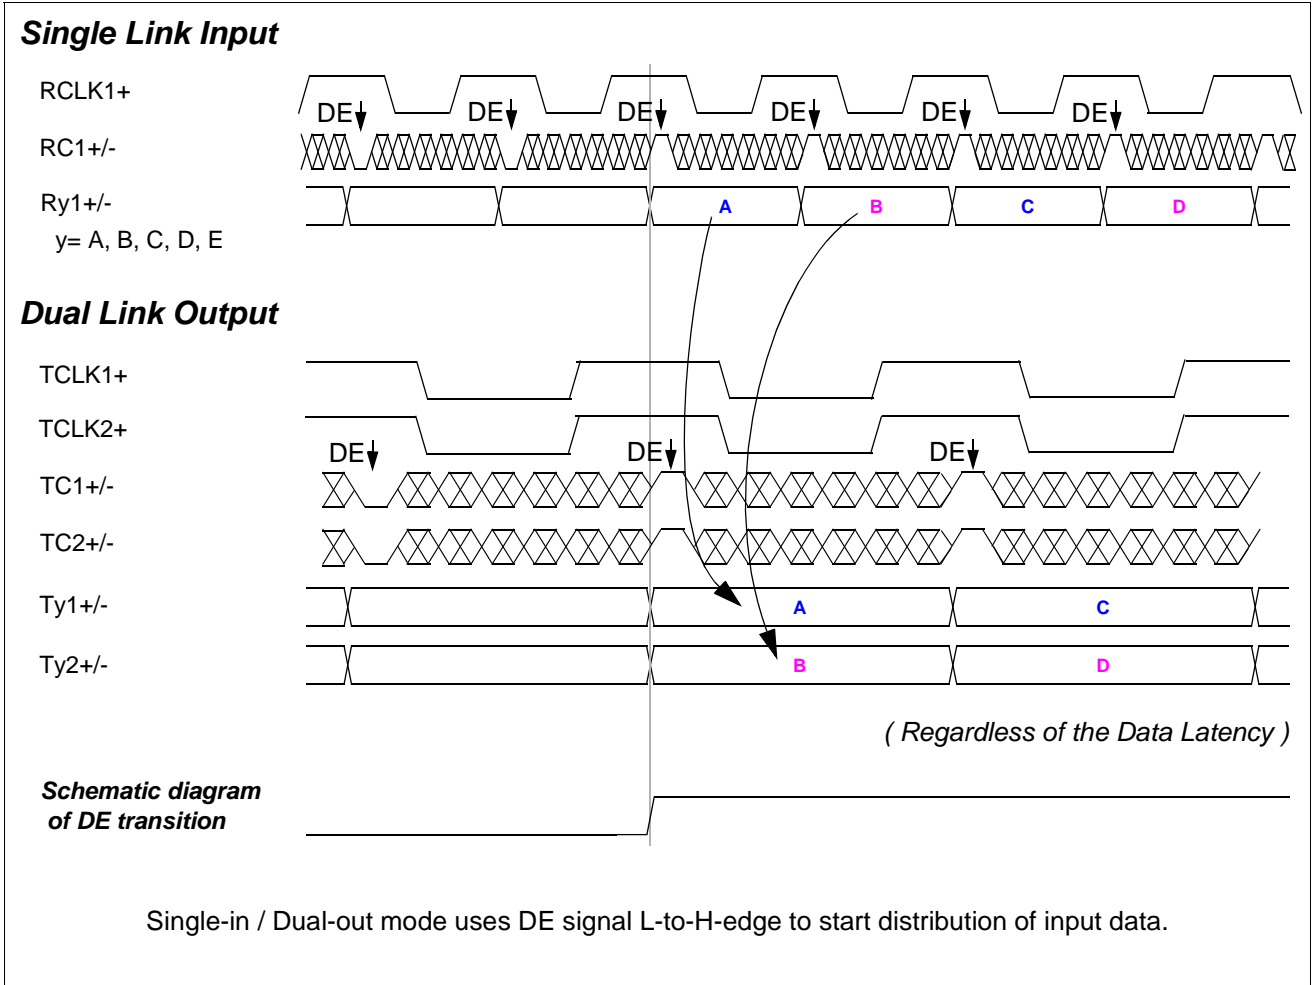 Single Link Input
RCLK1+
DE DE DE DE DE DE
RC1+/-
Ry1+/-
A B C D
y= A, B, C, D, E
Dual Link Output
TCLK1+
TCLK2+
DE DE DE
TC1+/-
TC2+/-
Ty1+/-
A C
Ty2+/-
B D
( Regardless of the Data Latency )
Schematic diagram
of DE transition
Single-in / Dual-out mode uses DE signal L-to-H-edge to start distribution of input data.